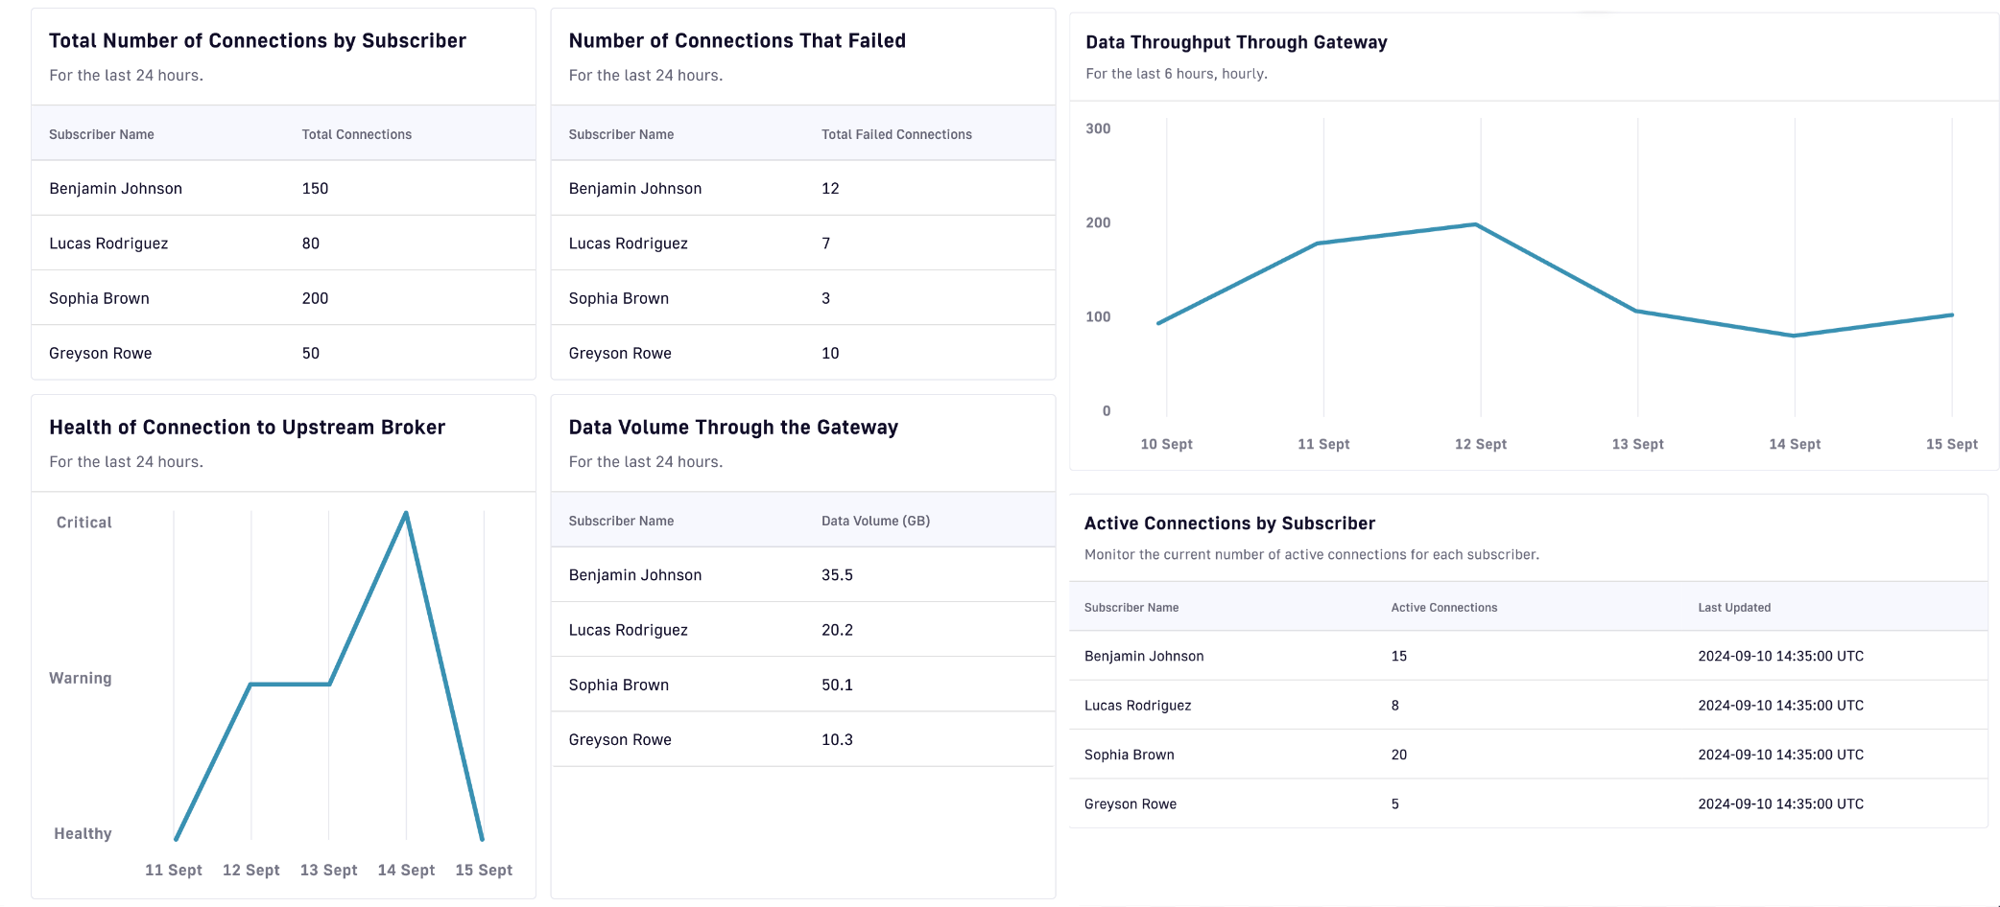 Total Number of Connections by Subscriber
For the last 24 hours.
Subscriber Name Total Connections
Benjamin Johnson 150
Lucas Rodriguez 80
Sophia Brown 200
Greyson Rowe 50
Number of Connections That Failed
For the last 24 hours.
Subscriber Name Total Failed Connections
Benjamin Johnson 12
Lucas Rodriguez 7
Sophia Brown 3
Greyson Rowe 10
Data Throughput Through Gateway
For the last 6 hours, hourly.
300
200
100
0
10 Sept 11 Sept 12 Sept 13 Sept 14 Sept 15 Sept
Health of Connection to Upstream Broker
For the last 24 hours.
Critical
Warning
Healthy
11 Sept 12 Sept 13 Sept 14 Sept 15 Sept
Data Volume Through the Gateway
For the last 24 hours.
Subscriber Name Data Volume (GB)
Benjamin Johnson 35.5
Lucas Rodriguez 20.2
Sophia Brown 50.1
Greyson Rowe 10.3
Active Connections by Subscriber
Monitor the current number of active connections for each subscriber.
Subscriber Name Active Connections Last Updated
Benjamin Johnson 15 2024-09-10 14:35:00 UTC
Lucas Rodriguez 8 2024-09-10 14:35:00 UTC
Sophia Brown 20 2024-09-10 14:35:00 UTC
Greyson Rowe 5 2024-09-10 14:35:00 UTC